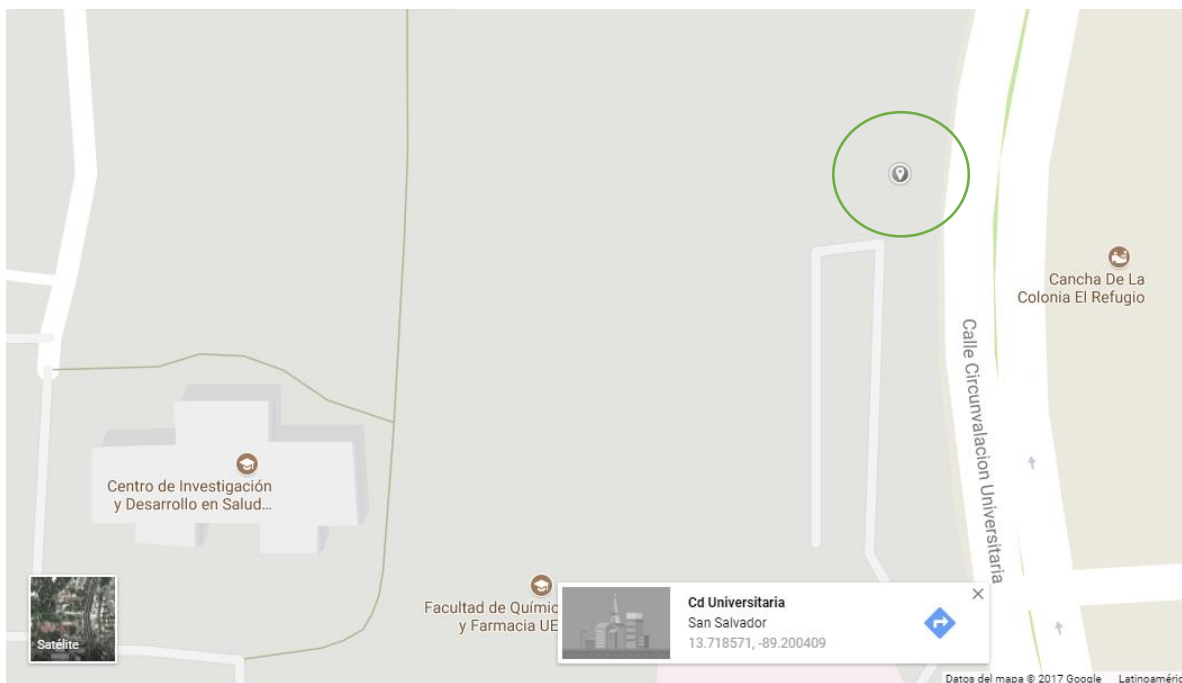 Cancha De La
Colonia El Refugio
Calle Circunvalacion Universitaria
Centro de Investigación
y Desarrollo en Salud...
Facultad de Químic
y Farmacia UE
Satélite
Cd Universitaria
San Salvador
13.718571, -89.200409
Datos del mapa © 2017 Google Latinoaméric